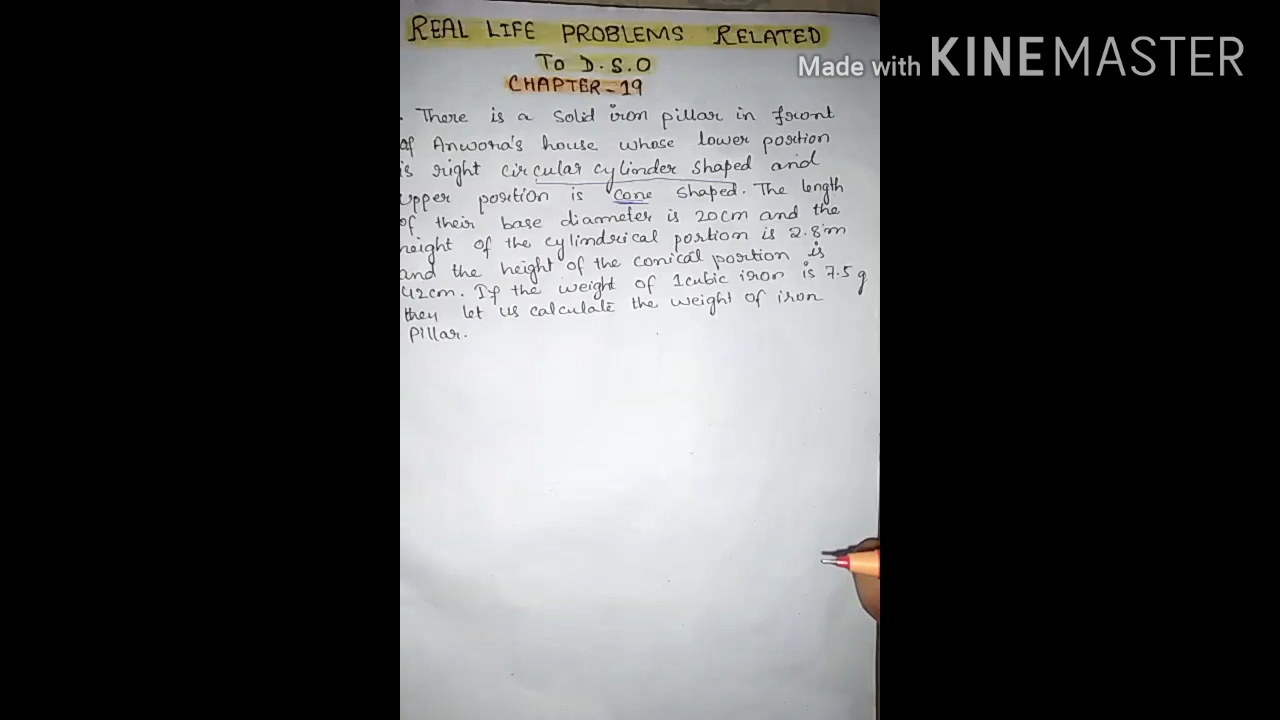 REAL LIFE PROBLEMS RELATED
TO D.S.O
CHAPTER-19
Made with KINEMASTER
There is a solid iron pillar in front
of Anwora's house whose lower portion
is right circular cylinder shaped and
upper portion is cone shaped. The length
of their base diameter is 20cm and the
height of the cylindrical portion is 2.8m
and the height of the conical portion is
42cm. If the weight of 1cubic iron is 7.5 g
they let us calculate the weight of iron
Pillar.